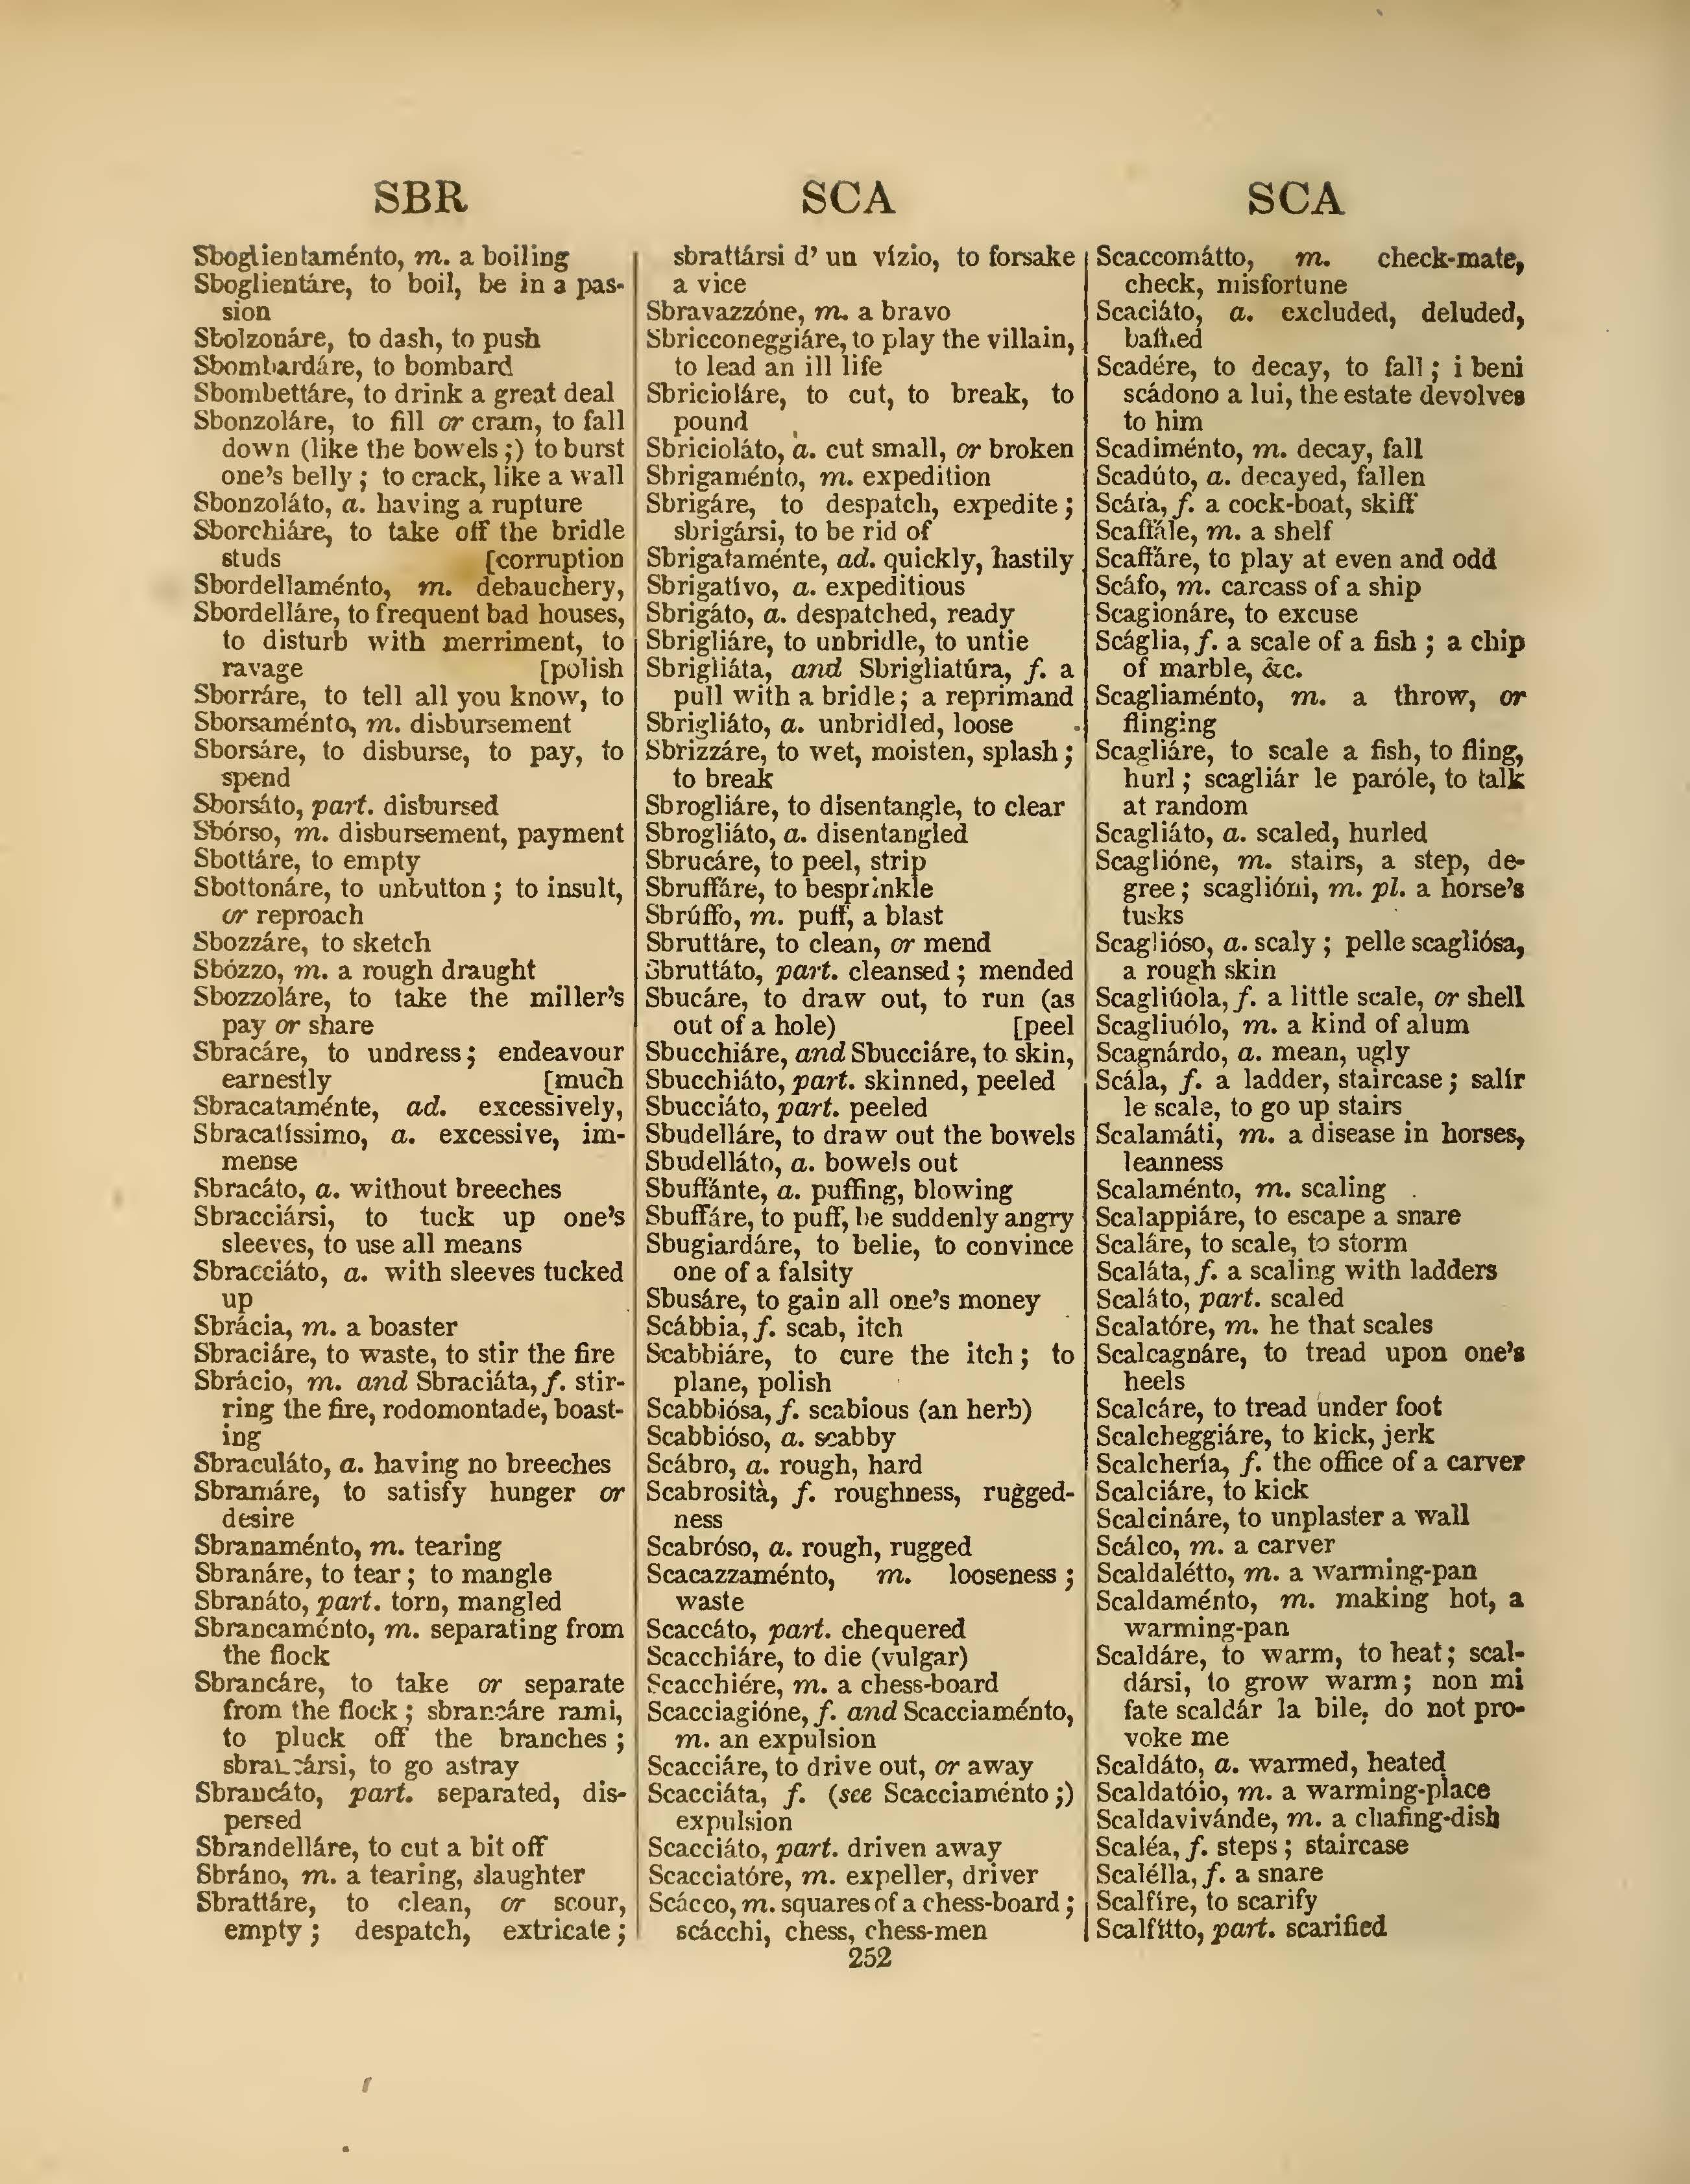 SBR
Sboglientaménto, m. a boiling
Sboglientáre, to boil, be in a pas-
sion
Sbolzonáre, to dash, to push
Sbombardáre, to bombard
Sbombettáre, to drink a great deal
Sbonzoláre, to fill or cram, to fall
down (like the bowels ;) to burst
one's belly ; to crack, like a wall
Sbonzoláto, a. having a rupture
Sborchiáre, to take off the bridle
studs [corruption
Sbordellaménto, m. debauchery,
Sbordelláre, to frequent bad houses,
to disturb with merriment, to
ravage [polish
Sborráre, to tell all you know, to
Sborsaménto, m. disbursement
Sborsáre, to disburse, to pay, to
spend
Sborsáto, part. disbursed
Sbórso, m. disbursement, payment
Sbottáre, to empty
Sbottonáre, to unbutton ; to insult,
or reproach
Sbozzáre, to sketch
Sbózzo, m. a rough draught
Sbozzoláre, to take the miller's
pay or share
Sbracáre, to undress; endeavour
earnestly [much
Sbracataménte, ad. excessively,
Sbracatíssimo, a. excessive, im-
mense
Sbracáto, a. without breeches
Sbracciársi, to tuck up one's
sleeves, to use all means
Sbracciáto, a. with sleeves tucked
up
Sbrácia, m. a boaster
Sbraciáre, to waste, to stir the fire
Sbrácio, m. and Sbraciáta, f. stir-
ring the fire, rodomontade, boast-
ing
Sbraculáto, a. having no breeches
Sbramáre, to satisfy hunger or
desire
Sbranaménto, m. tearing
Sbranáre, to tear ; to mangle
Sbranáto, part. torn, mangled
Sbrancaménto, m. separating from
the flock
Sbrancáre, to take or separate
from the flock ; sbrancáre rami,
to pluck off the branches ;
sbrancársi, to go astray
Sbrancáto, part. separated, dis-
persed
Sbrandelláre, to cut a bit off
Sbráno, m. a tearing, slaughter
Sbrattáre, to clean, or scour,
empty ; despatch, extricate ;
SCA
sbrattársi d' un vízio, to forsake
a vice
Sbravazzóne, m. a bravo
Sbricconeggiáre, to play the villain,
to lead an ill life
Sbricioláre, to cut, to break, to
pound
Sbricioláto, a. cut small, or broken
Sbrigaménto, m. expedition
Sbrigáre, to despatch, expedite ;
sbrigársi, to be rid of
Sbrigataménte, ad. quickly, hastily
Sbrigatívo, a. expeditious
Sbrigáto, a. despatched, ready
Sbrigliáre, to unbridle, to untie
Sbrigliáta, and Sbrigliatúra, f. a
pull with a bridle; a reprimand
Sbrigliáto, a. unbridled, loose
Sbrizzáre, to wet, moisten, splash ;
to break
Sbrogliáre, to disentangle, to clear
Sbrogliáto, a. disentangled
Sbrucáre, to peel, strip
Sbruffáre, to besprinkle
Sbrúffo, m. puff, a blast
Sbruttáre, to clean, or mend
Sbruttáto, part. cleansed ; mended
Sbucáre, to draw out, to run (as
out of a hole) [peel
Sbucchiáre, and Sbucciáre, to skin,
Sbucchiáto, part. skinned, peeled
Sbucciáto, part. peeled
Sbudelláre, to draw out the bowels
Sbudelláto, a. bowels out
Sbuffánte, a. puffing, blowing
Sbuffáre, to puff, be suddenly angry
Sbugiardáre, to belie, to convince
one of a falsity
Sbusáre, to gain all one's money
Scábbia, f. scab, itch
Scabbiáre, to cure the itch ; to
plane, polish
Scabbiósa, f. scabious (an herb)
Scabbióso, a. scabby
Scábro, a. rough, hard
Scabrosità, f. roughness, rugged-
ness
Scabróso, a. rough, rugged
Scacazzaménto, m. looseness ;
waste
Scaccáto, part. chequered
Scacchiáre, to die (vulgar)
Scacchiére, m. a chess-board
Scacciagióne, f. and Scacciaménto,
m. an expulsion
Scacciáre, to drive out, or away
Scacciáta, f. (see Scacciaménto ;)
expulsion
Scacciáto, part. driven away
Scacciatóre, m. expeller, driver
Scácco, m. squares of a chess-board ;
scácchi, chess, chess-men
SCA
Scaccomátto, m. check-mate,
check, misfortune
Scaciáto, a. excluded, deluded,
baffled
Scadére, to decay, to fall ; i beni
scádono a lui, the estate devolves
to him
Scadiménto, m. decay, fall
Scadúto, a. decayed, fallen
Scáfa, f. a cock-boat, skiff
Scaffále, m. a shelf
Scaffáre, to play at even and odd
Scáfo, m. carcass of a ship
Scagionáre, to excuse
Scáglia, f. a scale of a fish ; a chip
of marble, &c.
Scagliaménto, m. a throw, or
flinging
Scagliáre, to scale a fish, to fling,
hurl ; scagliár le paróle, to talk
at random
Scagliáto, a. scaled, hurled
Scaglióne, m. stairs, a step, de-
gree ; scaglióni, m. pl. a horse's
tusks
Scaglióso, a. scaly ; pelle scagliósa,
a rough skin
Scagliúola, f. a little scale, or shell
Scagliuólo, m. a kind of alum
Scagnárdo, a. mean, ugly
Scála, f. a ladder, staircase ; salír
le scale, to go up stairs
Scalamáti, m. a disease in horses,
leanness
Scalaménto, m. scaling
Scalappiáre, to escape a snare
Scaláre, to scale, to storm
Scaláta, f. a scaling with ladders
Scaláto, part. scaled
Scalatóre, m. he that scales
Scalcagnáre, to tread upon one's
heels
Scalcáre, to tread under foot
Scalcheggiáre, to kick, jerk
Scalchería, f. the office of a carver
Scalciáre, to kick
Scalcináre, to unplaster a wall
Scálco, m. a carver
Scaldalétto, m. a warming-pan
Scaldaménto, m. making hot, a
warming-pan
Scaldáre, to warm, to heat ; scal-
dársi, to grow warm ; non mi
fate scaldár la bile, do not pro-
voke me
Scaldáto, a. warmed, heated
Scaldatóio, m. a warming-place
Scaldavivánde, m. a chafing-dish
Scaléa, f. steps ; staircase
Scalélla, f. a snare
Scalfíre, to scarify
Scalfítto, part. scarified
252